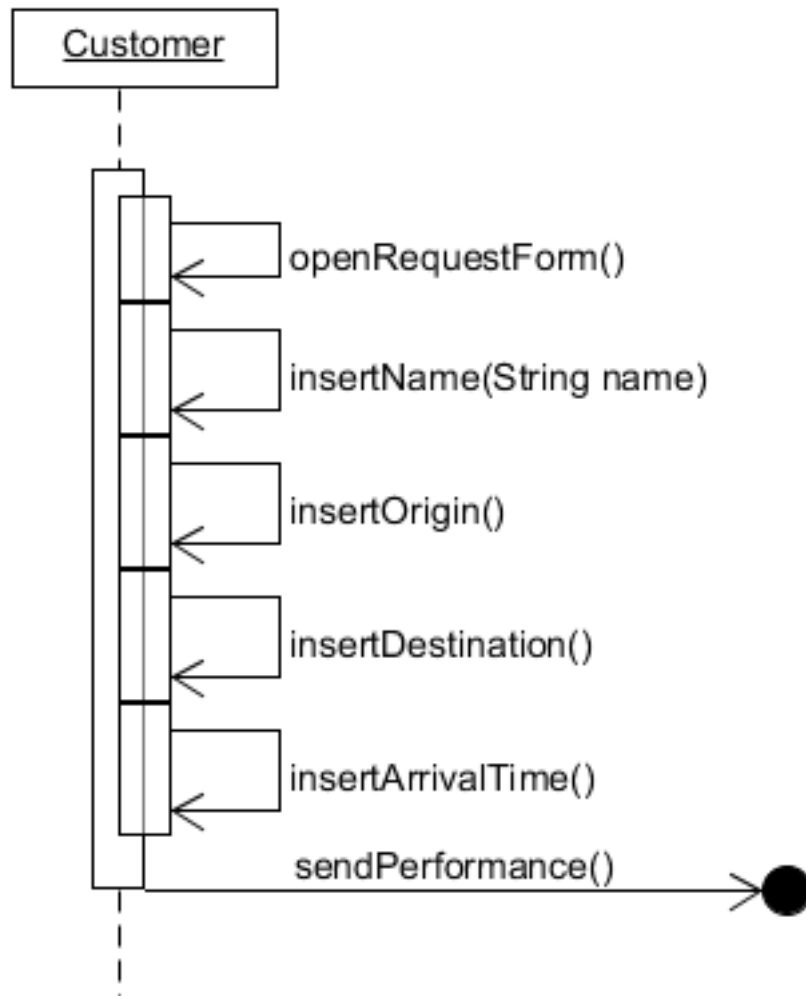 Customer
openRequestForm()
insertName(String name)
insertOrigin()
insertDestination()
insertArrivalTime()
sendPerformance()